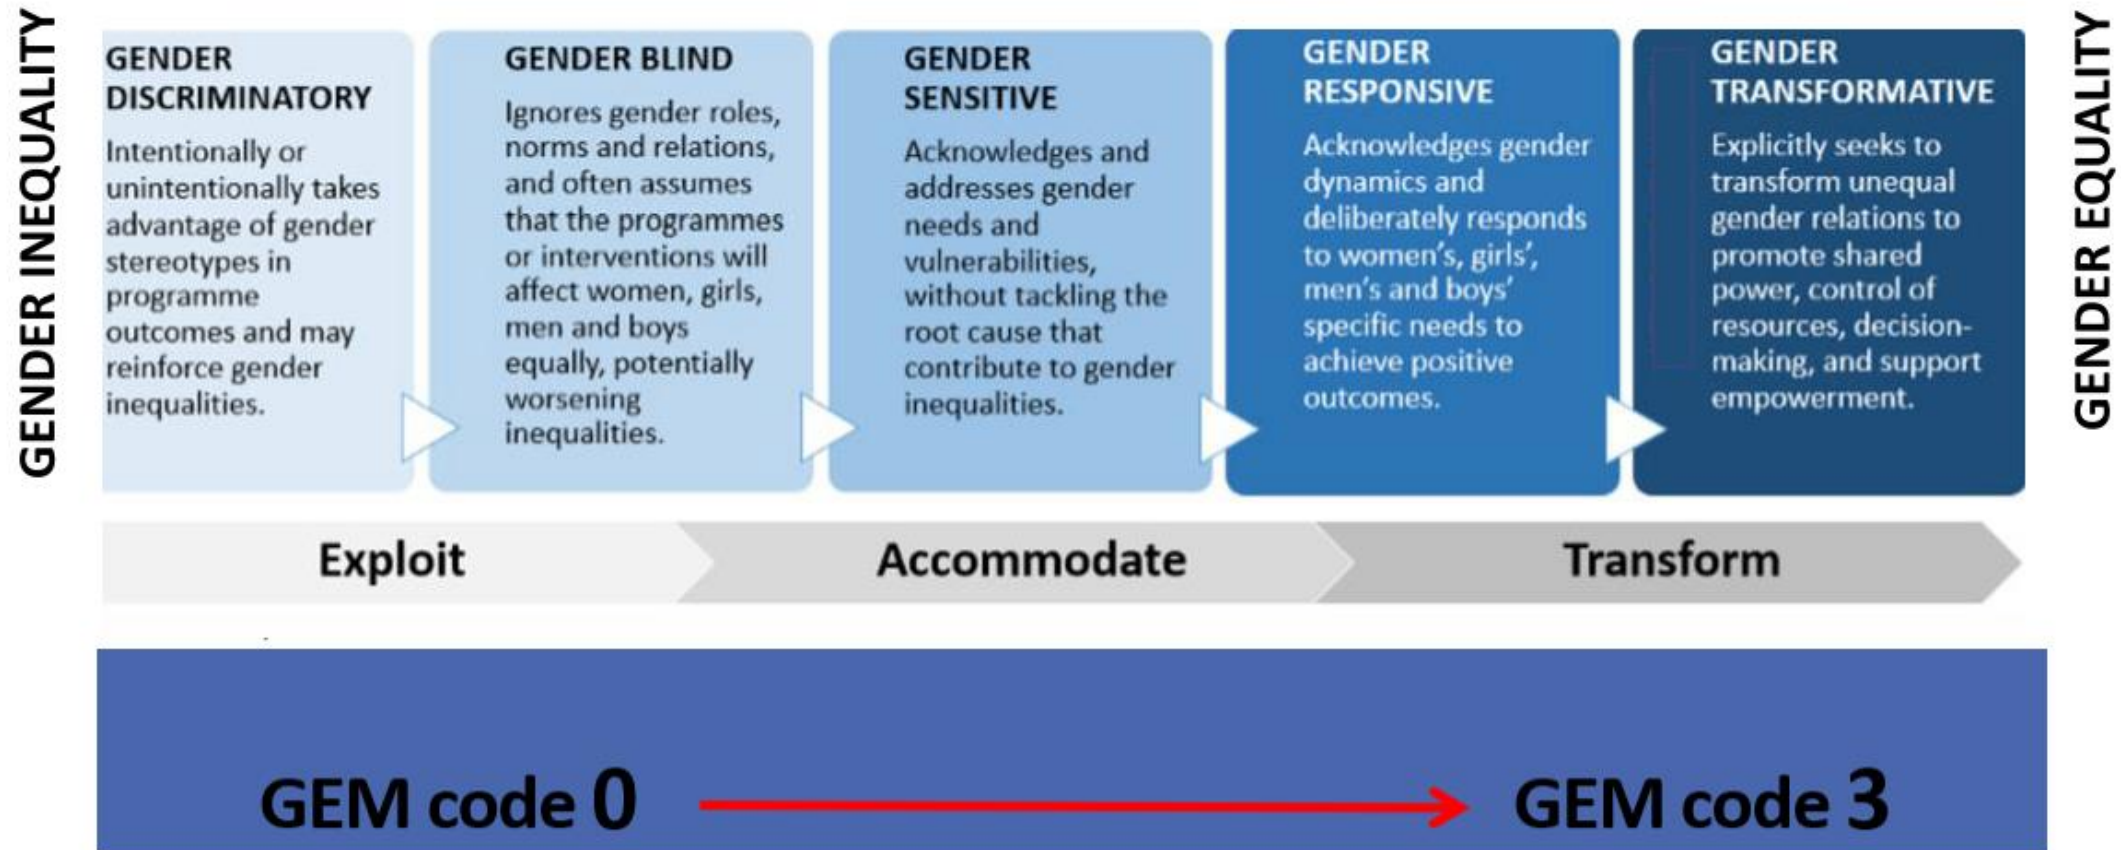 GENDER INEQUALITY
GENDER
DISCRIMINATORY
Intentionally or
unintentionally takes
advantage of gender
stereotypes in
programme
outcomes and may
reinforce gender
inequalities.
GENDER BLIND
Ignores gender roles,
norms and relations,
and often assumes
that the programmes
or interventions will
affect women, girls,
men and boys
equally, potentially
worsening
inequalities.
GENDER
SENSITIVE
Acknowledges and
addresses gender
needs and
vulnerabilities,
without tackling the
root cause that
contribute to gender
inequalities.
GENDER
RESPONSIVE
Acknowledges gender
dynamics and
deliberately responds
to women's, girls',
men's and boys'
specific needs to
achieve positive
outcomes.
GENDER
TRANSFORMATIVE
Explicitly seeks to
transform unequal
gender relations to
promote shared
power, control of
resources, decision-
making, and support
empowerment.
GENDER EQUALITY
Exploit
Accommodate
Transform
GEM code 0
GEM code 3